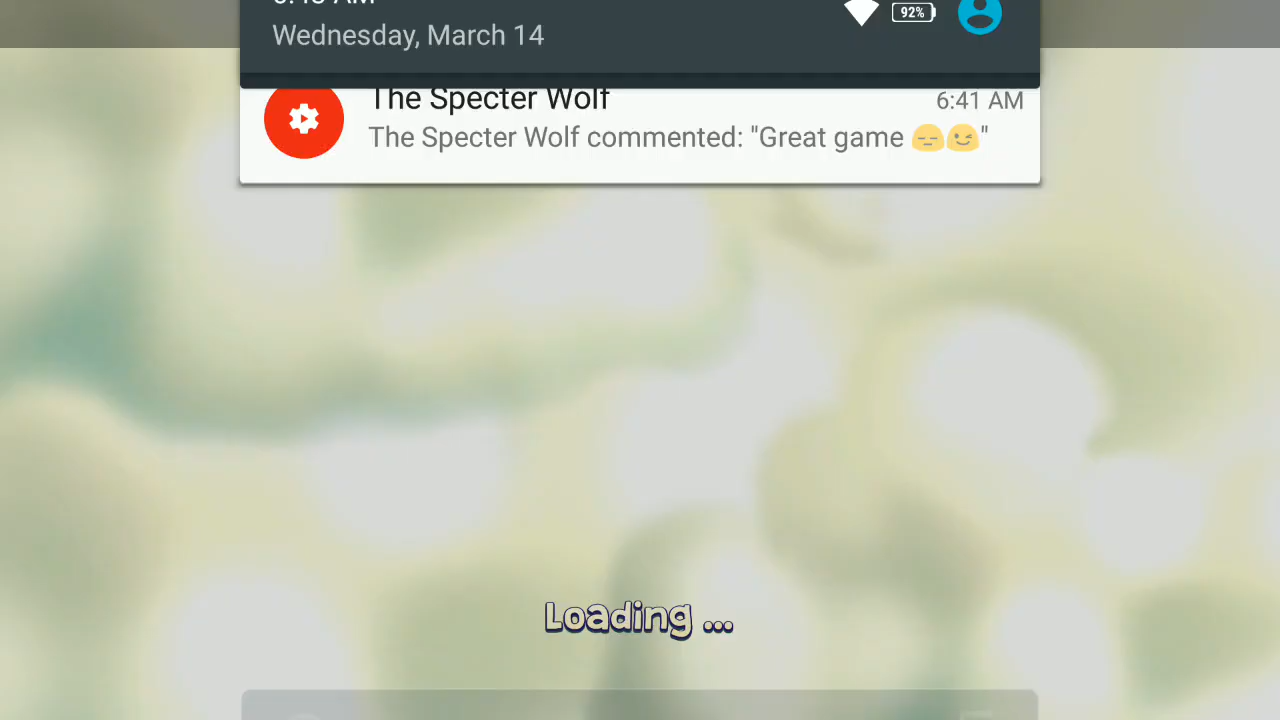 Wednesday, March 14
92%
The Specter Wolf
6:41 AM
The Specter Wolf commented: "Great game 😑😉"
Loading ...